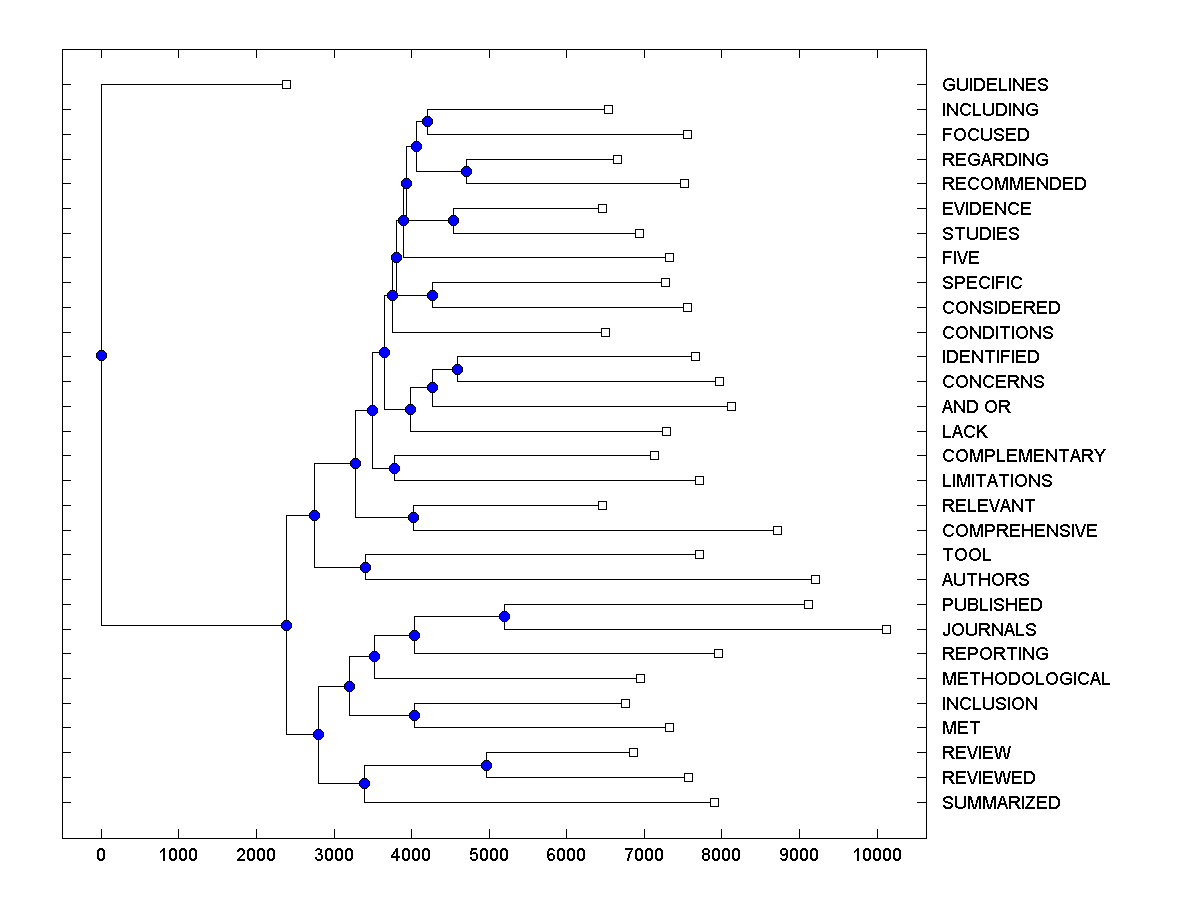 GUIDELINES
INCLUDING
FOCUSED
REGARDING
RECOMMENDED
EVIDENCE
STUDIES
FIVE
SPECIFIC
CONSIDERED
CONDITIONS
IDENTIFIED
CONCERNS
AND OR
LACK
COMPLEMENTARY
LIMITATIONS
RELEVANT
COMPREHENSIVE
TOOL
AUTHORS
PUBLISHED
JOURNALS
REPORTING
METHODOLOGICAL
INCLUSION
MET
REVIEW
REVIEWED
SUMMARIZED
0 1000 2000 3000 4000 5000 6000 7000 8000 9000 10000